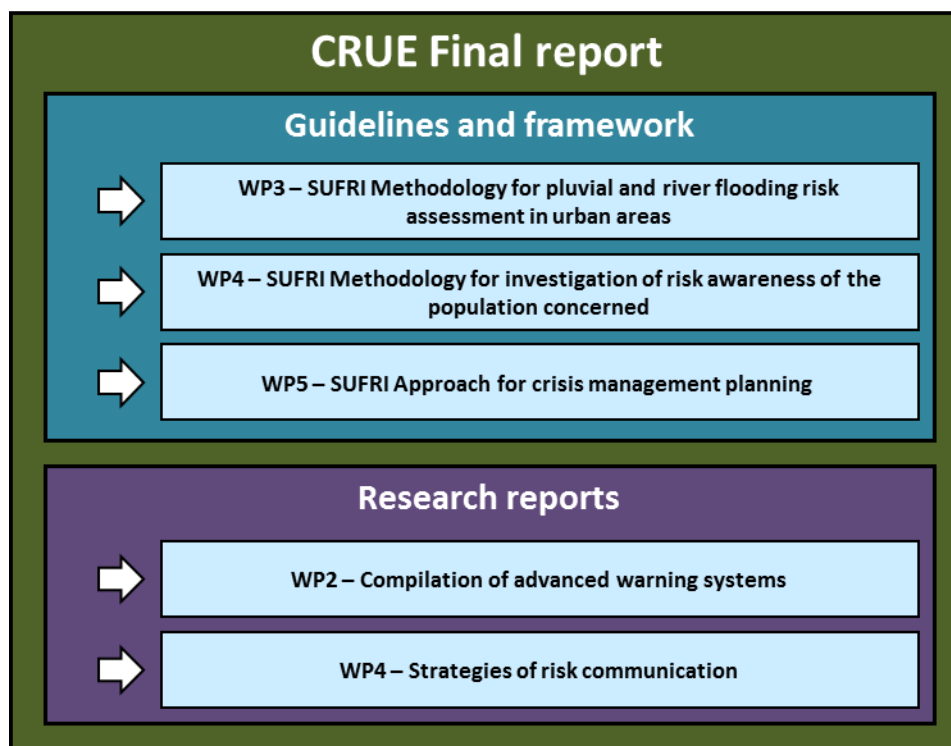 CRUE Final report
Guidelines and framework
WP3 – SUFRI Methodology for pluvial and river flooding risk
assessment in urban areas
WP4 – SUFRI Methodology for investigation of risk awareness of the
population concerned
WP5 – SUFRI Approach for crisis management planning
Research reports
WP2 – Compilation of advanced warning systems
WP4 – Strategies of risk communication